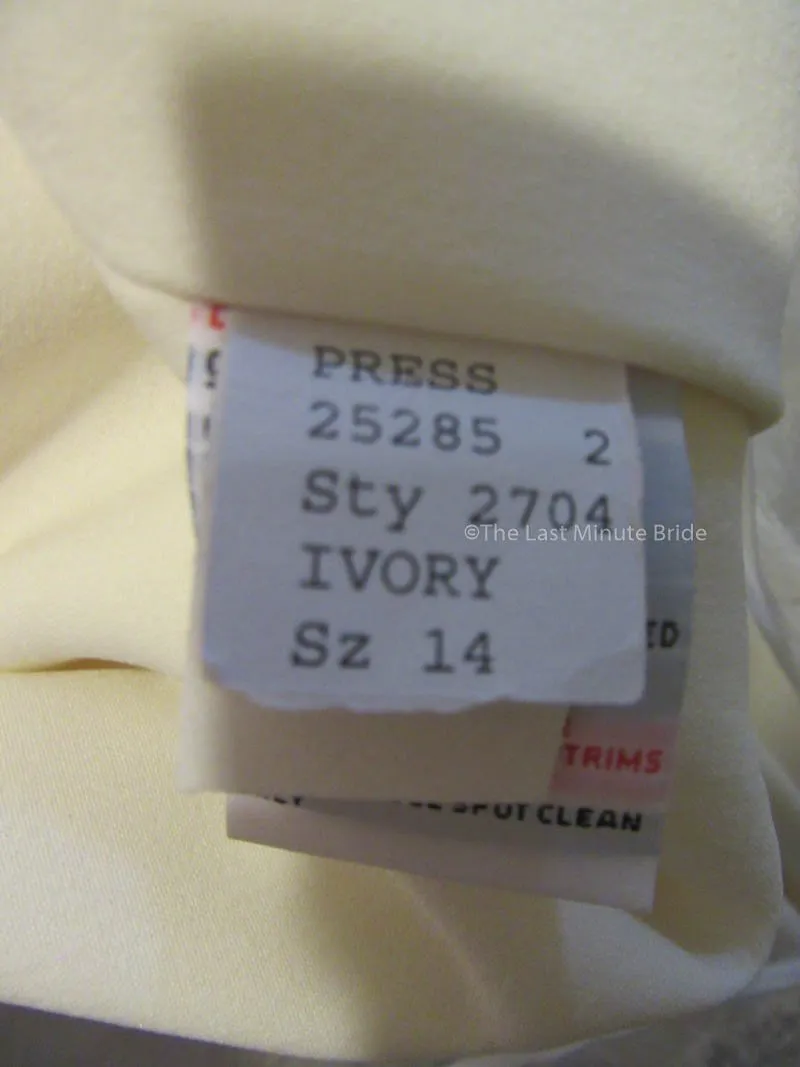 PRESS
25285 2
Sty 2704
©The Last Minute Bride
IVORY
Sz 14
TRIMS
SPOT CLEAN